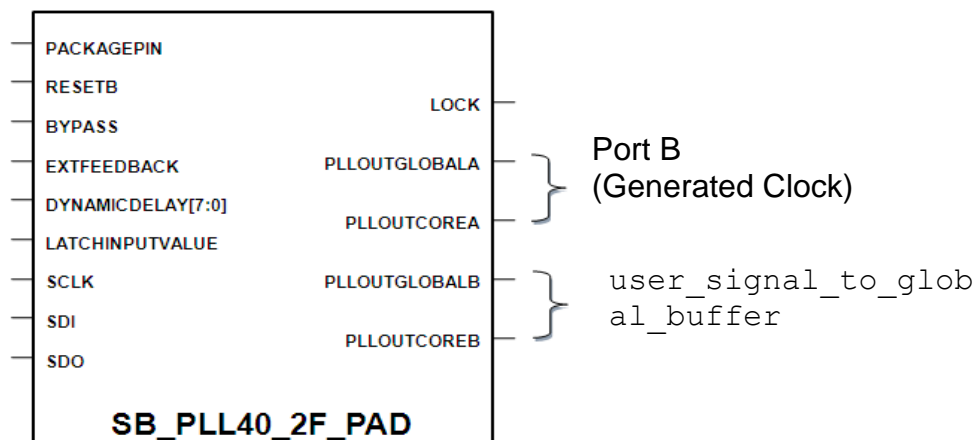 PACKAGEPIN
RESETB
BYPASS
EXTFEEDBACK
DYNAMICDELAY[7:0]
LATCHINPUTVALUE
SCLK
SDI
SDO
LOCK
PLLOUTGLOBALA
PLLOUTCOREA
PLLOUTGLOBALB
PLLOUTCOREB
Port B
(Generated Clock)
user_signal_to_glob
al_buffer
SB_PLL40_2F_PAD